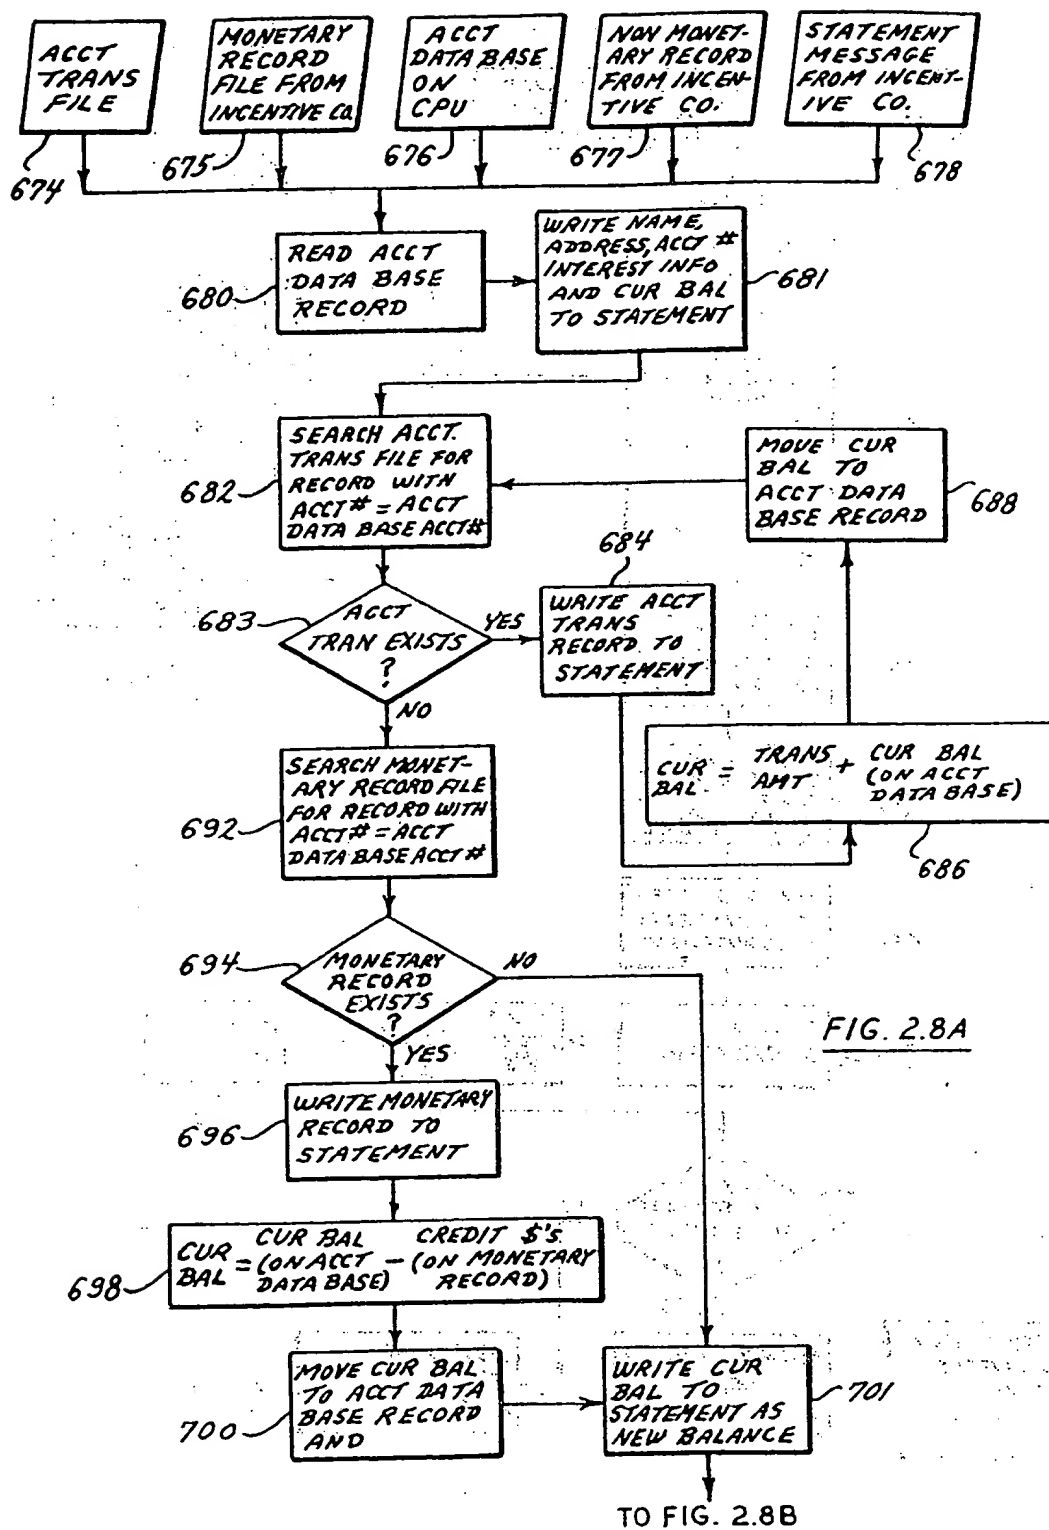 ACCT
TRANS
FILE
674
MONETARY
RECORD
FILE FROM
INCENTIVE CO.
675
ACCT
DATA BASE
ON
CPU
676
NON MONET-
ARY RECORD
FROM INCEN-
TIVE CO.
677
STATEMENT
MESSAGE
FROM INCENT-
IVE CO.
678
READ ACCT
DATA BASE
RECORD
680
WRITE NAME,
ADDRESS, ACCT #
INTEREST INFO
AND CUR BAL
TO STATEMENT
681
SEARCH ACCT.
TRANS FILE FOR
RECORD WITH
ACCT # = ACCT
DATA BASE ACCT #
682
MOVE CUR
BAL TO
ACCT DATA
BASE RECORD
688
ACCT
TRAN EXISTS
?
683
YES
NO
684
WRITE ACCT
TRANS
RECORD TO
STATEMENT
CUR BAL = TRANS AMT + CUR BAL
(ON ACCT
DATA BASE)
686
SEARCH MONET-
ARY RECORD FILE
FOR RECORD WITH
ACCT # = ACCT
DATA BASE ACCT #
692
MONETARY
RECORD
EXISTS
?
694
NO
YES
FIG. 2.8A
WRITE MONETARY
RECORD TO
STATEMENT
696
CUR BAL = CUR BAL (ON ACCT DATA BASE) - CREDIT $'s. (ON MONETARY RECORD)
698
MOVE CUR BAL
TO ACCT DATA
BASE RECORD
AND
700
WRITE CUR
BAL TO
STATEMENT AS
NEW BALANCE
701
TO FIG. 2.8B